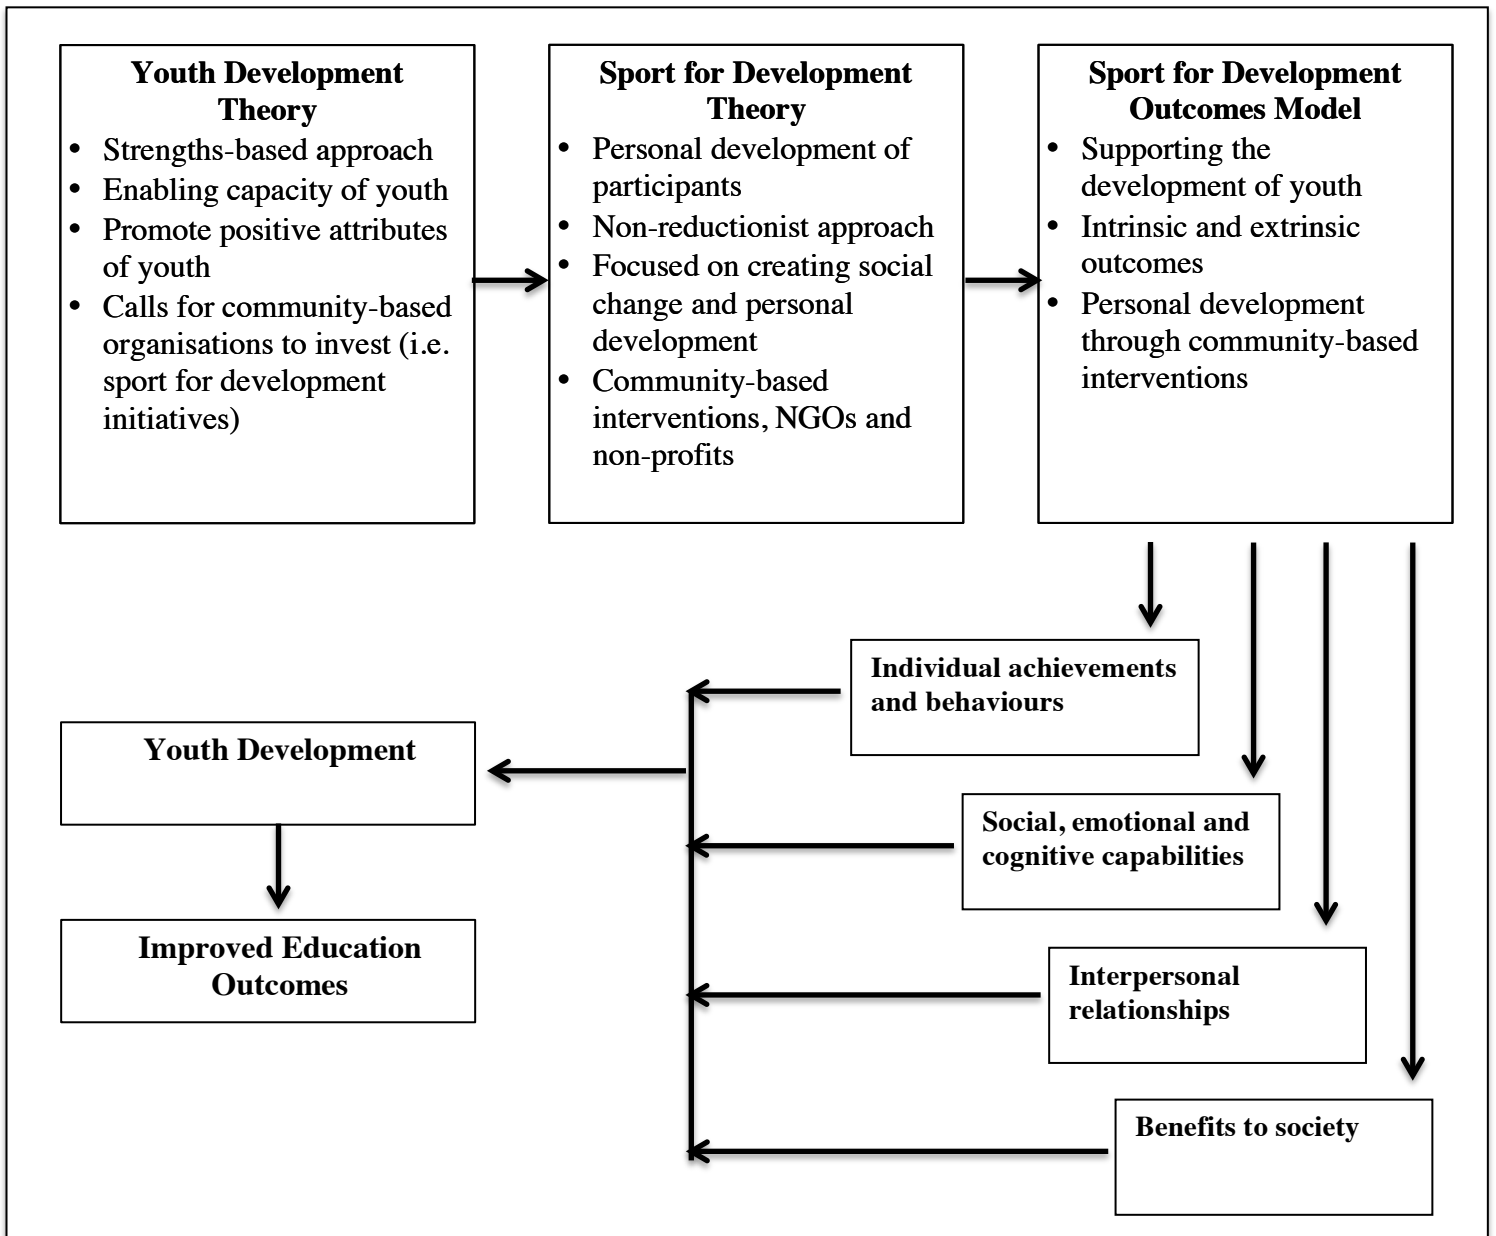 Youth Development
Theory
• Strengths-based approach
• Enabling capacity of youth
• Promote positive attributes
of youth
• Calls for community-based
organisations to invest (i.e.
sport for development
initiatives)
Sport for Development
Theory
• Personal development of
participants
• Non-reductionist approach
• Focused on creating social
change and personal
development
• Community-based
interventions, NGOs and
non-profits
Sport for Development
Outcomes Model
• Supporting the
development of youth
• Intrinsic and extrinsic
outcomes
• Personal development
through community-based
interventions
Individual achievements
and behaviours
Social, emotional and
cognitive capabilities
Interpersonal
relationships
Benefits to society
Youth Development
Improved Education
Outcomes